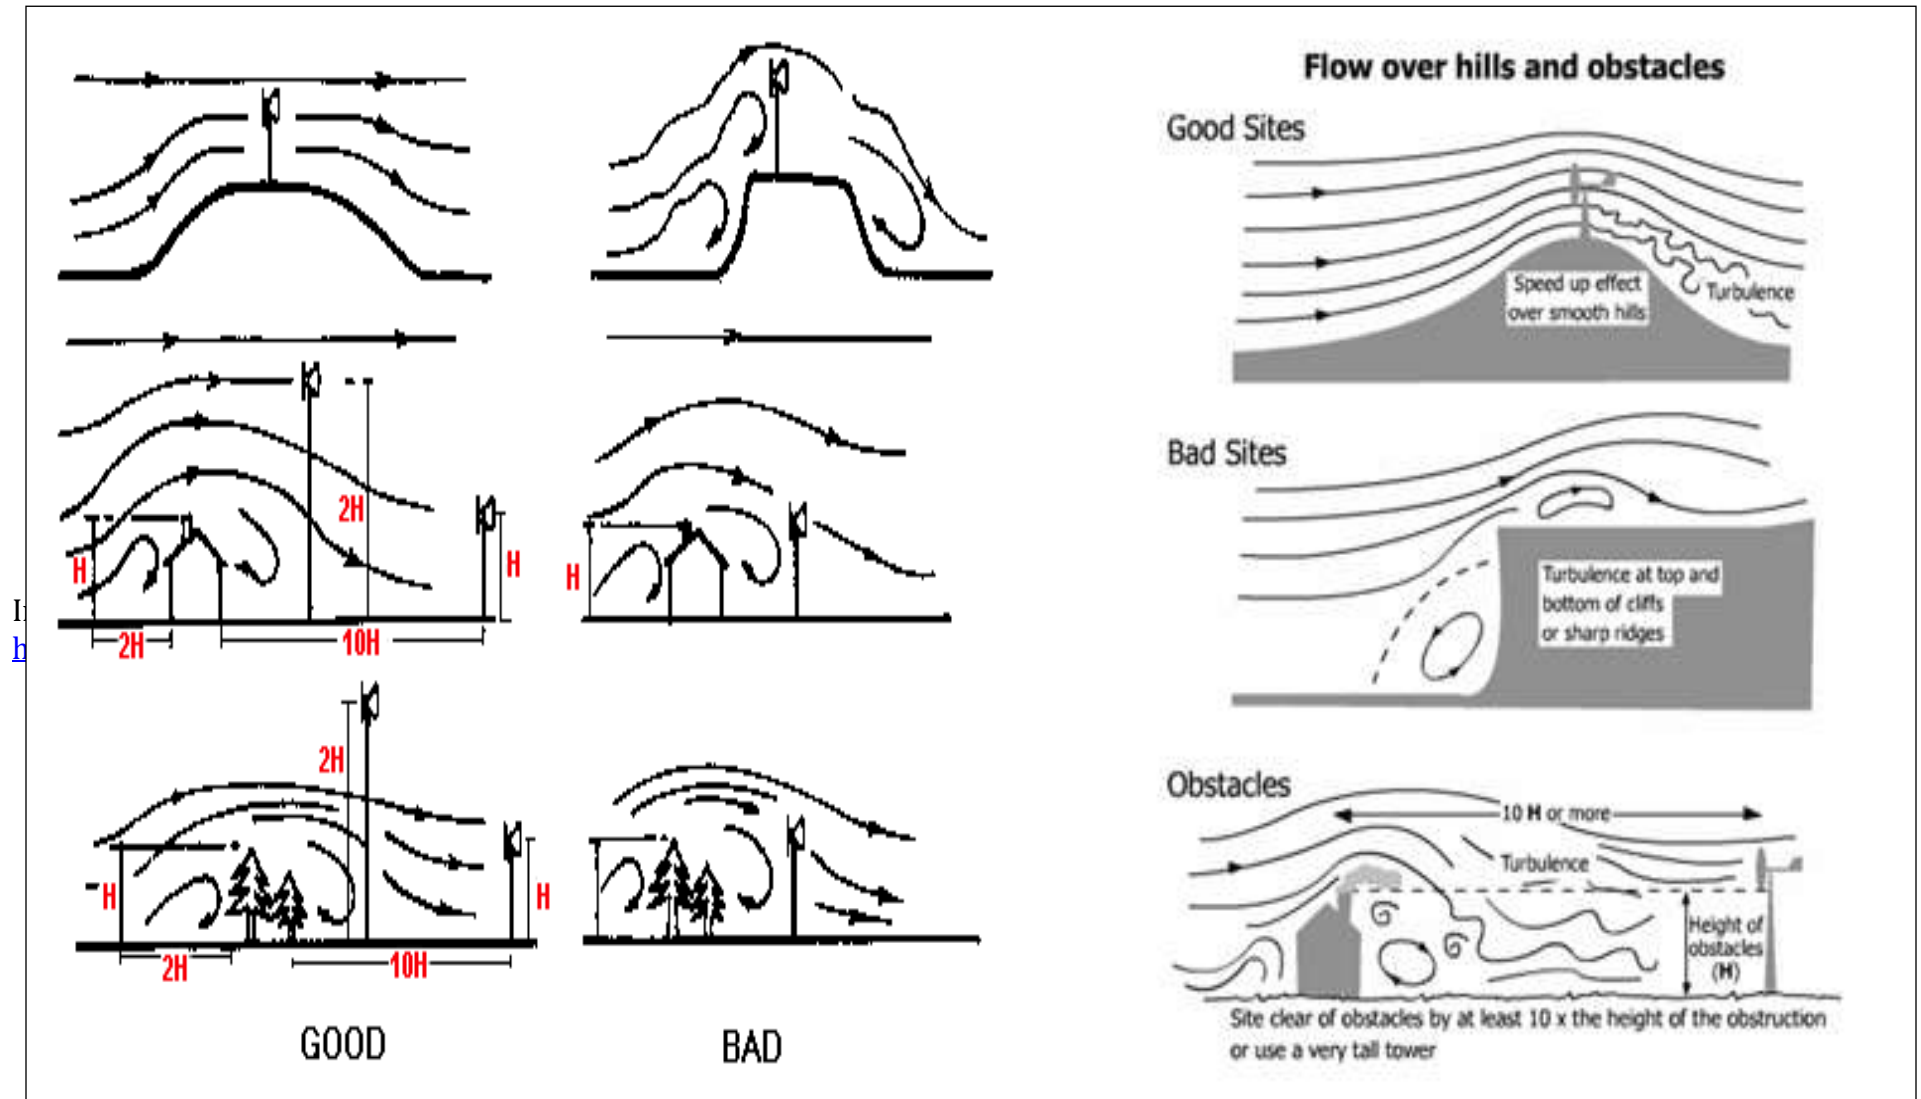 2H
H
H
2H
10H
H
2H
H
H
2H
10H
GOOD
BAD
Flow over hills and obstacles
Good Sites
Speed up effect
over smooth hills
Turbulence
Bad Sites
Turbulence at top and
bottom of cliffs
or sharp ridges
Obstacles
10 H or more
Turbulence
Height of
obstacles
(H)
Site clear of obstacles by at least 10 x the height of the obstruction
or use a very tall tower
h